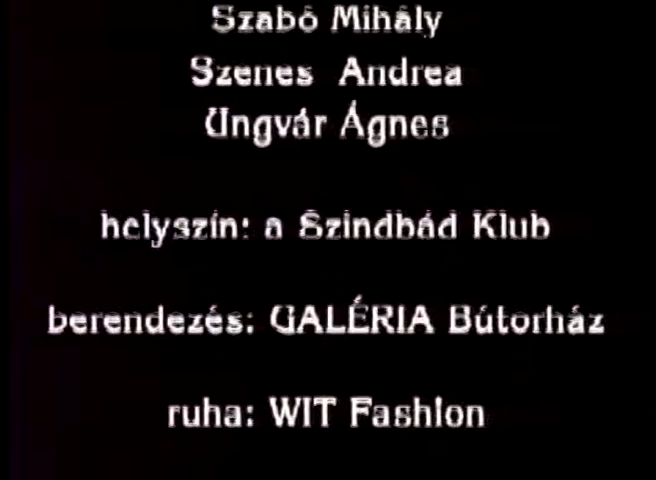 Szabó Mihály
Szenes Andrea
Ungvár Ágnes
helyszín: a Szindbád Klub
berendezés: GALÉRIA Bútorház
ruha: WIT Fashion